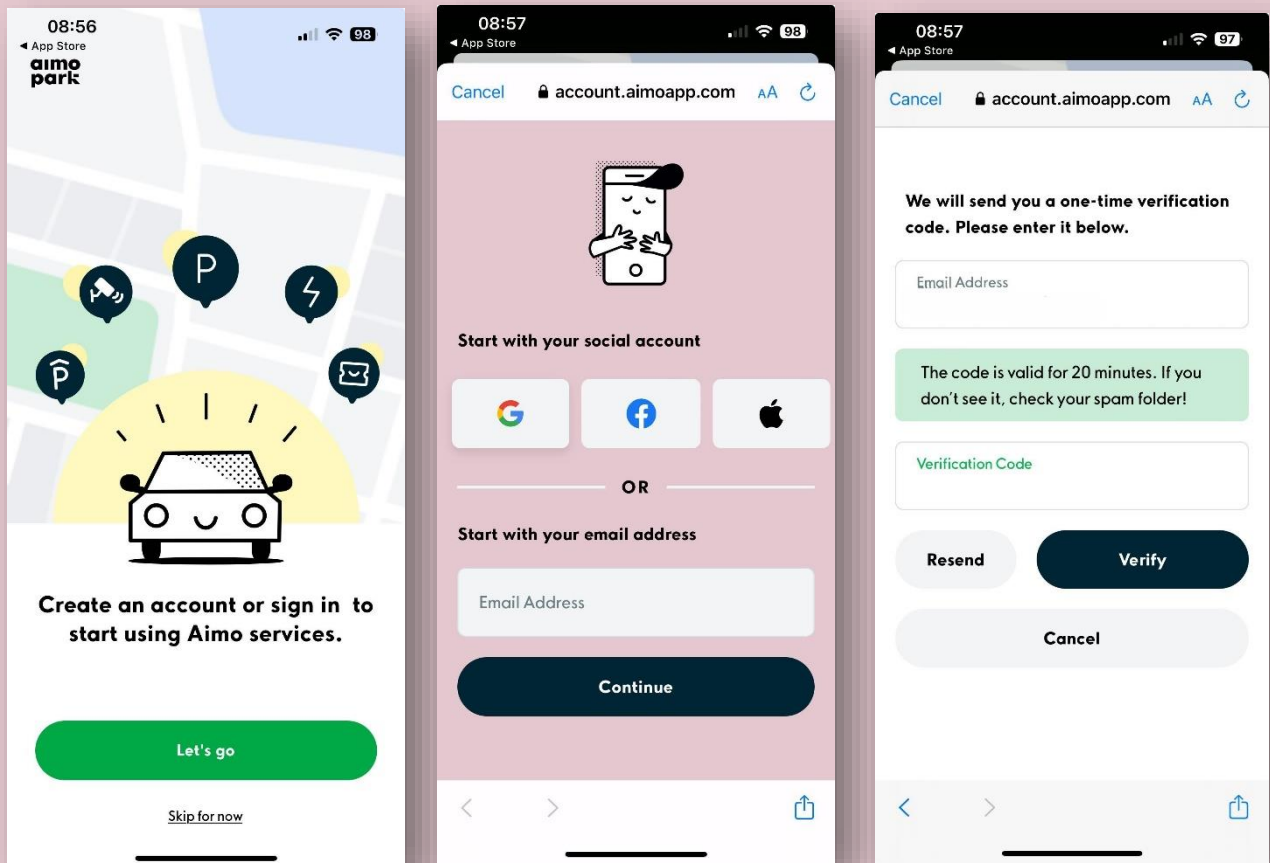 08:56
98
App Store
aimo
park
P
P
Create an account or sign in to
start using Aimo services.
Let's go
Skip for now
08:57
98
App Store
Cancel
account.aimoapp.com
AA
Start with your social account
G
f
OR
Start with your email address
Email Address
Continue
08:57
97
App Store
Cancel
account.aimoapp.com
AA
We will send you a one-time verification
code. Please enter it below.
Email Address
The code is valid for 20 minutes. If you
don't see it, check your spam folder!
Verification Code
Resend
Verify
Cancel